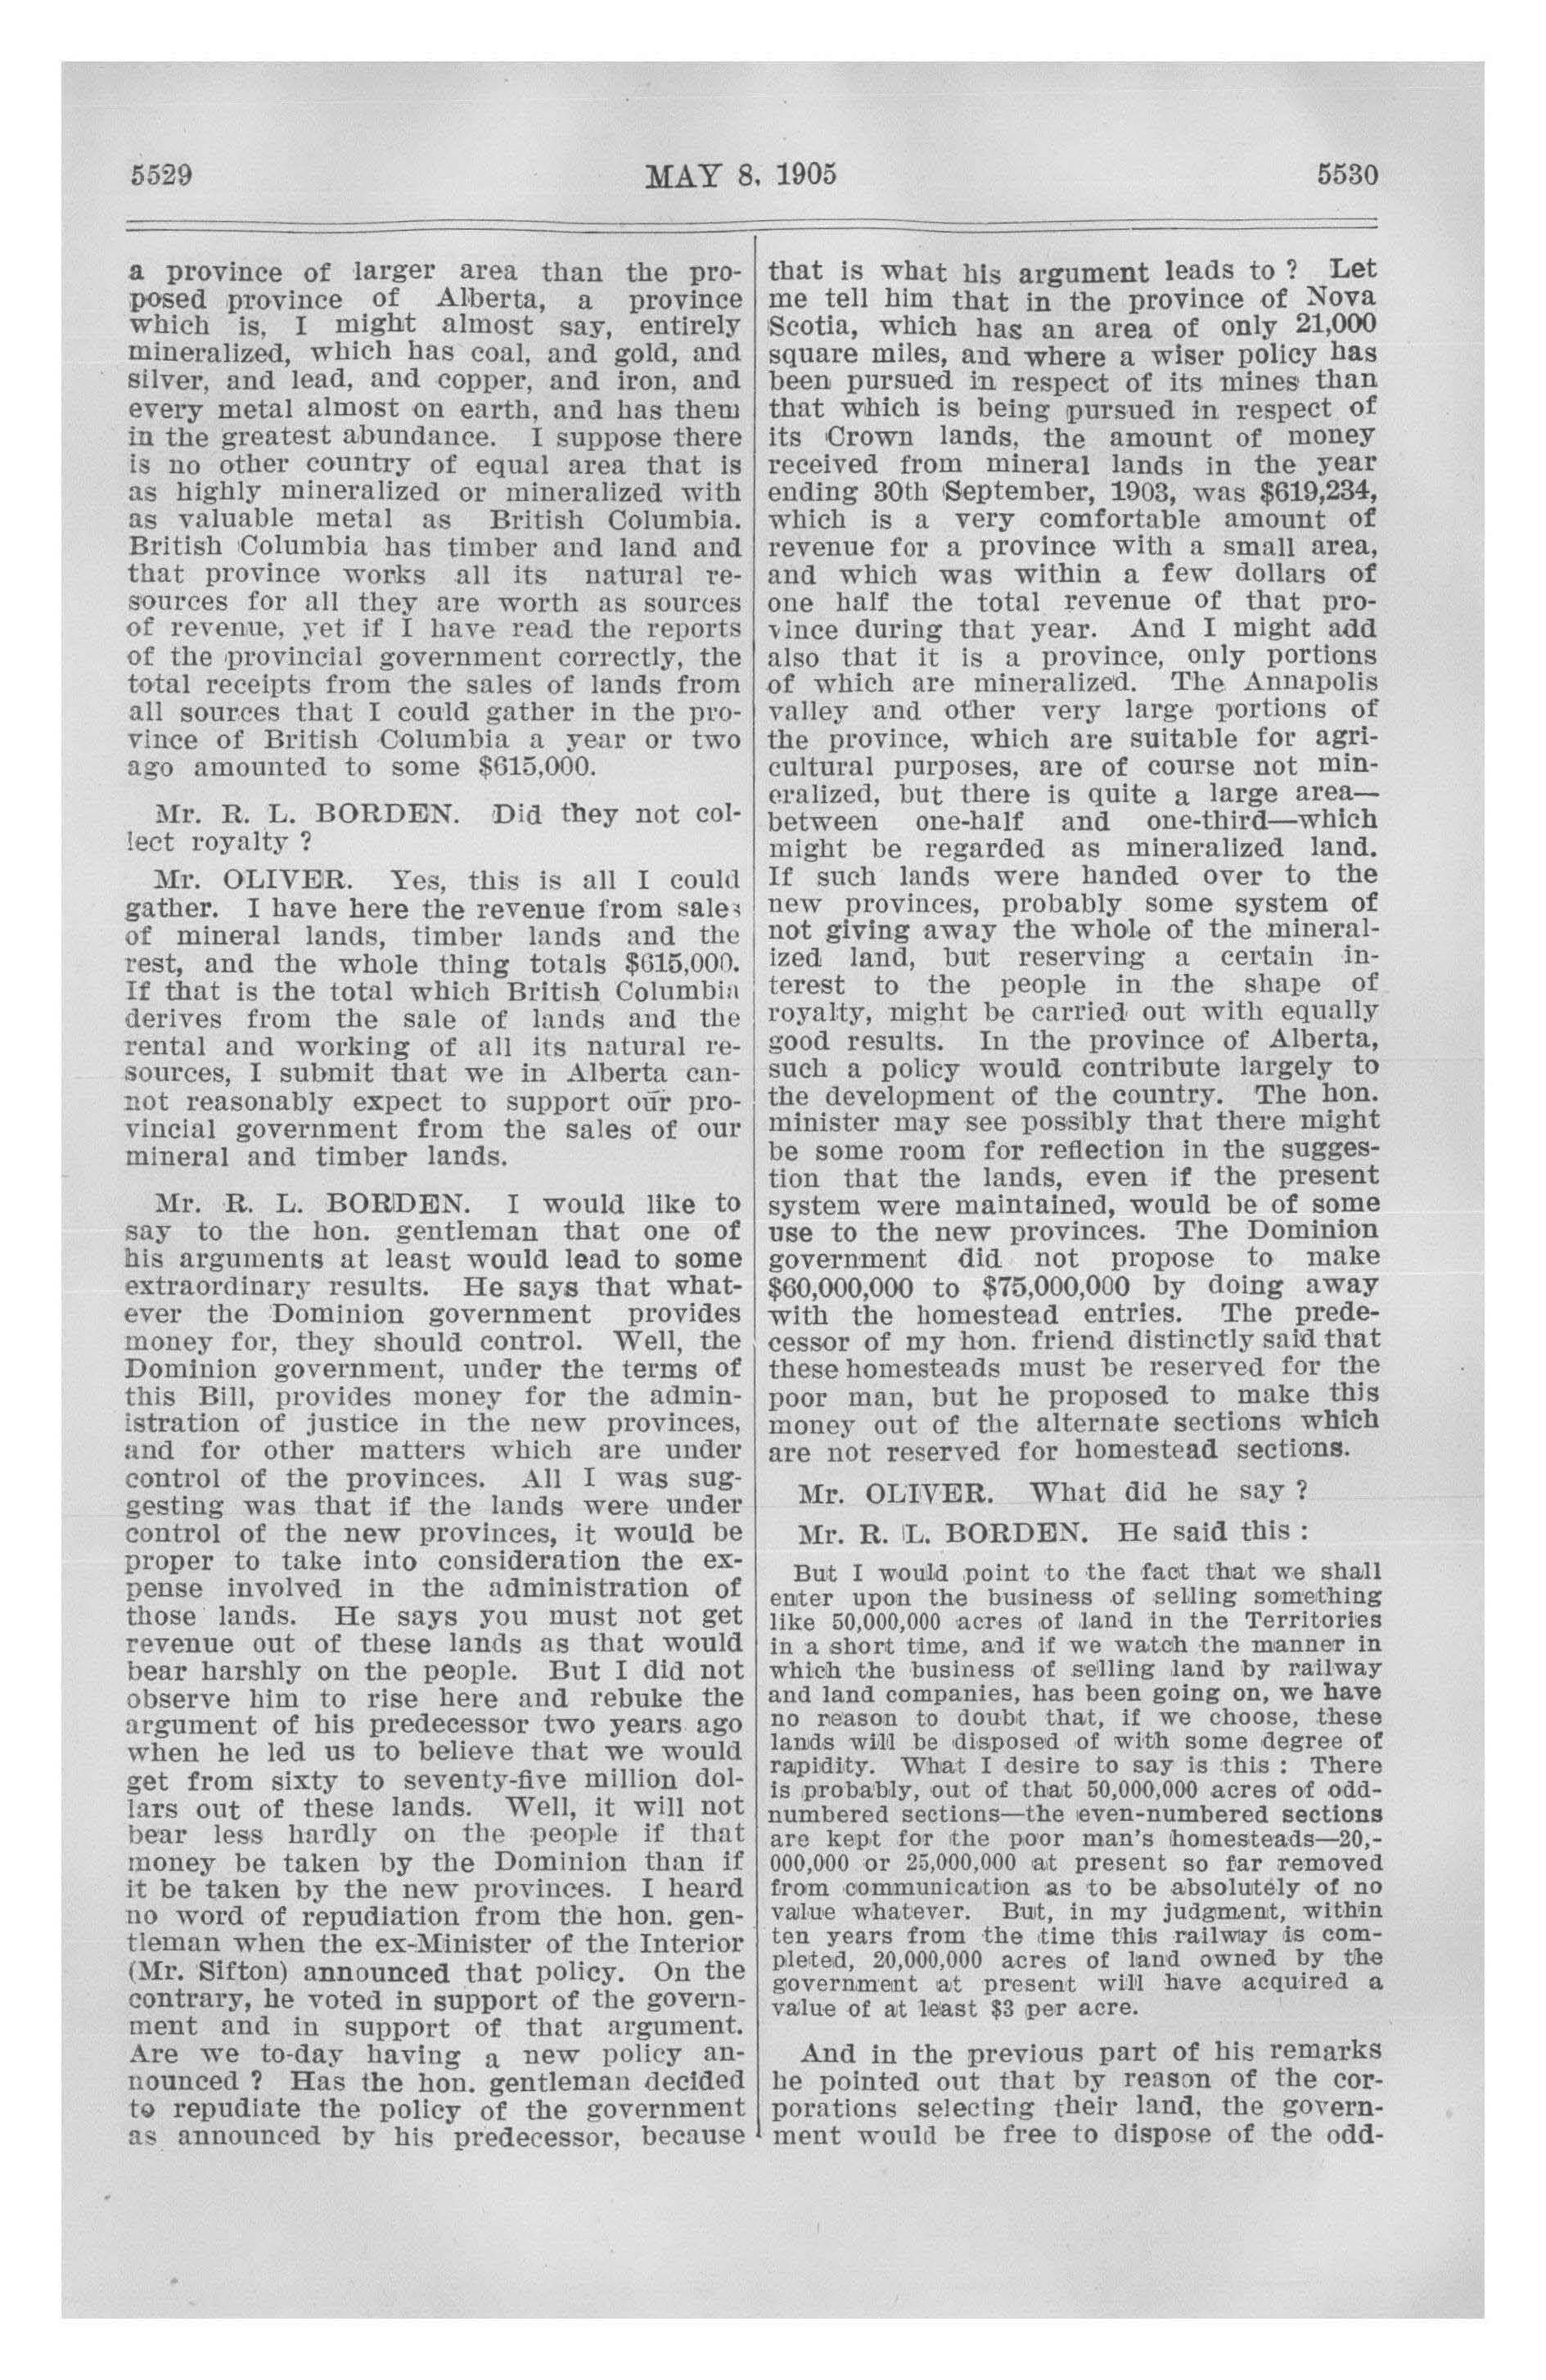 5529 MAY 8, 1905 5530
a province of larger area than the pro-
posed province of Alberta, a province
which is, I might almost say, entirely
mineralized, which has coal, and gold, and
silver, and lead, and copper, and iron, and
every metal almost on earth, and has them
in the greatest abundance. I suppose there
is no other country of equal area that is
as highly mineralized or mineralized with
as valuable metal as British Columbia.
British Columbia has timber and land and
that province works all its natural re-
sources for all they are worth as sources
of revenue, yet if I have read the reports
of the provincial government correctly, the
total receipts from the sales of lands from
all sources that I could gather in the pro-
vince of British Columbia a year or two
ago amounted to some $615,000.
Mr. R. L. BORDEN. Did they not col-
lect royalty ?
Mr. OLIVER. Yes, this is all I could
gather. I have here the revenue from sales
of mineral lands, timber lands and the
rest, and the whole thing totals $615,000.
If that is the total which British Columbia
derives from the sale of lands and the
rental and working of all its natural re-
sources, I submit that we in Alberta can-
not reasonably expect to support our pro-
vincial government from the sales of our
mineral and timber lands.
Mr. R. L. BORDEN. I would like to
say to the hon. gentleman that one of
his arguments at least would lead to some
extraordinary results. He says that what-
ever the Dominion government provides
money for, they should control. Well, the
Dominion government, under the terms of
this Bill, provides money for the admin-
istration of justice in the new provinces,
and for other matters which are under
control of the provinces. All I was sug-
gesting was that if the lands were under
control of the new provinces, it would be
proper to take into consideration the ex-
pense involved in the administration of
those lands. He says you must not get
revenue out of these lands as that would
bear harshly on the people. But I did not
observe him to rise here and rebuke the
argument of his predecessor two years ago
when he led us to believe that we would
get from sixty to seventy-five million dol-
lars out of these lands. Well, it will not
bear less hardly on the people if that
money be taken by the Dominion than if
it be taken by the new provinces. I heard
no word of repudiation from the hon. gen-
tleman when the ex-Minister of the Interior
(Mr. Sifton) announced that policy. On the
contrary, he voted in support of the govern-
ment and in support of that argument.
Are we to-day having a new policy an-
nounced ? Has the hon. gentleman decided
to repudiate the policy of the government
as announced by his predecessor, because
that is what his argument leads to ? Let
me tell him that in the province of Nova
Scotia, which has an area of only 21,000
square miles, and where a wiser policy has
been pursued in respect of its mines than
that which is being pursued in respect of
its Crown lands, the amount of money
received from mineral lands in the year
ending 30th September, 1903, was $619,234,
which is a very comfortable amount of
revenue for a province with a small area,
and which was within a few dollars of
one half the total revenue of that pro-
vince during that year. And I might add
also that it is a province, only portions
of which are mineralized. The Annapolis
valley and other very large portions of
the province, which are suitable for agri-
cultural purposes, are of course not min-
eralized, but there is quite a large area—
between one-half and one-third—which
might be regarded as mineralized land.
If such lands were handed over to the
new provinces, probably some system of
not giving away the whole of the mineral-
ized land, but reserving a certain in-
terest to the people in the shape of
royalty, might be carried out with equally
good results. In the province of Alberta,
such a policy would contribute largely to
the development of the country. The hon.
minister may see possibly that there might
be some room for reflection in the sugges-
tion that the lands, even if the present
system were maintained, would be of some
use to the new provinces. The Dominion
government did not propose to make
$60,000,000 to $75,000,000 by doing away
with the homestead entries. The prede-
cessor of my hon. friend distinctly said that
these homesteads must be reserved for the
poor man, but he proposed to make this
money out of the alternate sections which
are not reserved for homestead sections.
Mr. OLIVER. What did he say ?
Mr. R. L. BORDEN. He said this :
But I would point to the fact that we shall
enter upon the business of selling something
like 50,000,000 acres of land in the Territories
in a short time, and if we watch the manner in
which the business of selling land by railway
and land companies, has been going on, we have
no reason to doubt that, if we choose, these
lands will be disposed of with some degree of
rapidity. What I desire to say is this : There
is probably, out of that 50,000,000 acres of odd-
numbered sections—the even-numbered sections
are kept for the poor man's homesteads—20,-
000,000 or 25,000,000 at present so far removed
from communication as to be absolutely of no
value whatever. But, in my judgment, within
ten years from the time this railway is com-
pleted, 20,000,000 acres of land owned by the
government at present will have acquired a
value of at least $3 per acre.
And in the previous part of his remarks
he pointed out that by reason of the cor-
porations selecting their land, the govern-
ment would be free to dispose of the odd-